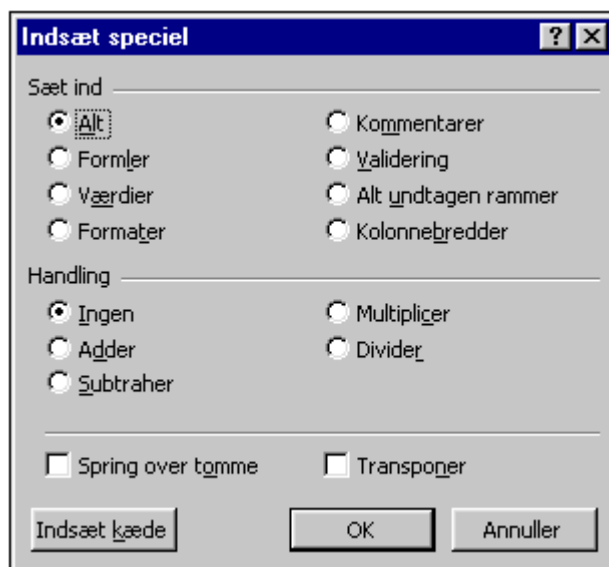 Indsæt speciel
Sæt ind
Alt
Kommentarer
Formler
Validering
Værdier
Alt undtagen rammer
Formater
Kolonnebredder
Handling
Ingen
Multiplicer
Adder
Divider
Subtraher
Spring over tomme
Transponer
Indsæt kæde
OK
Annuller